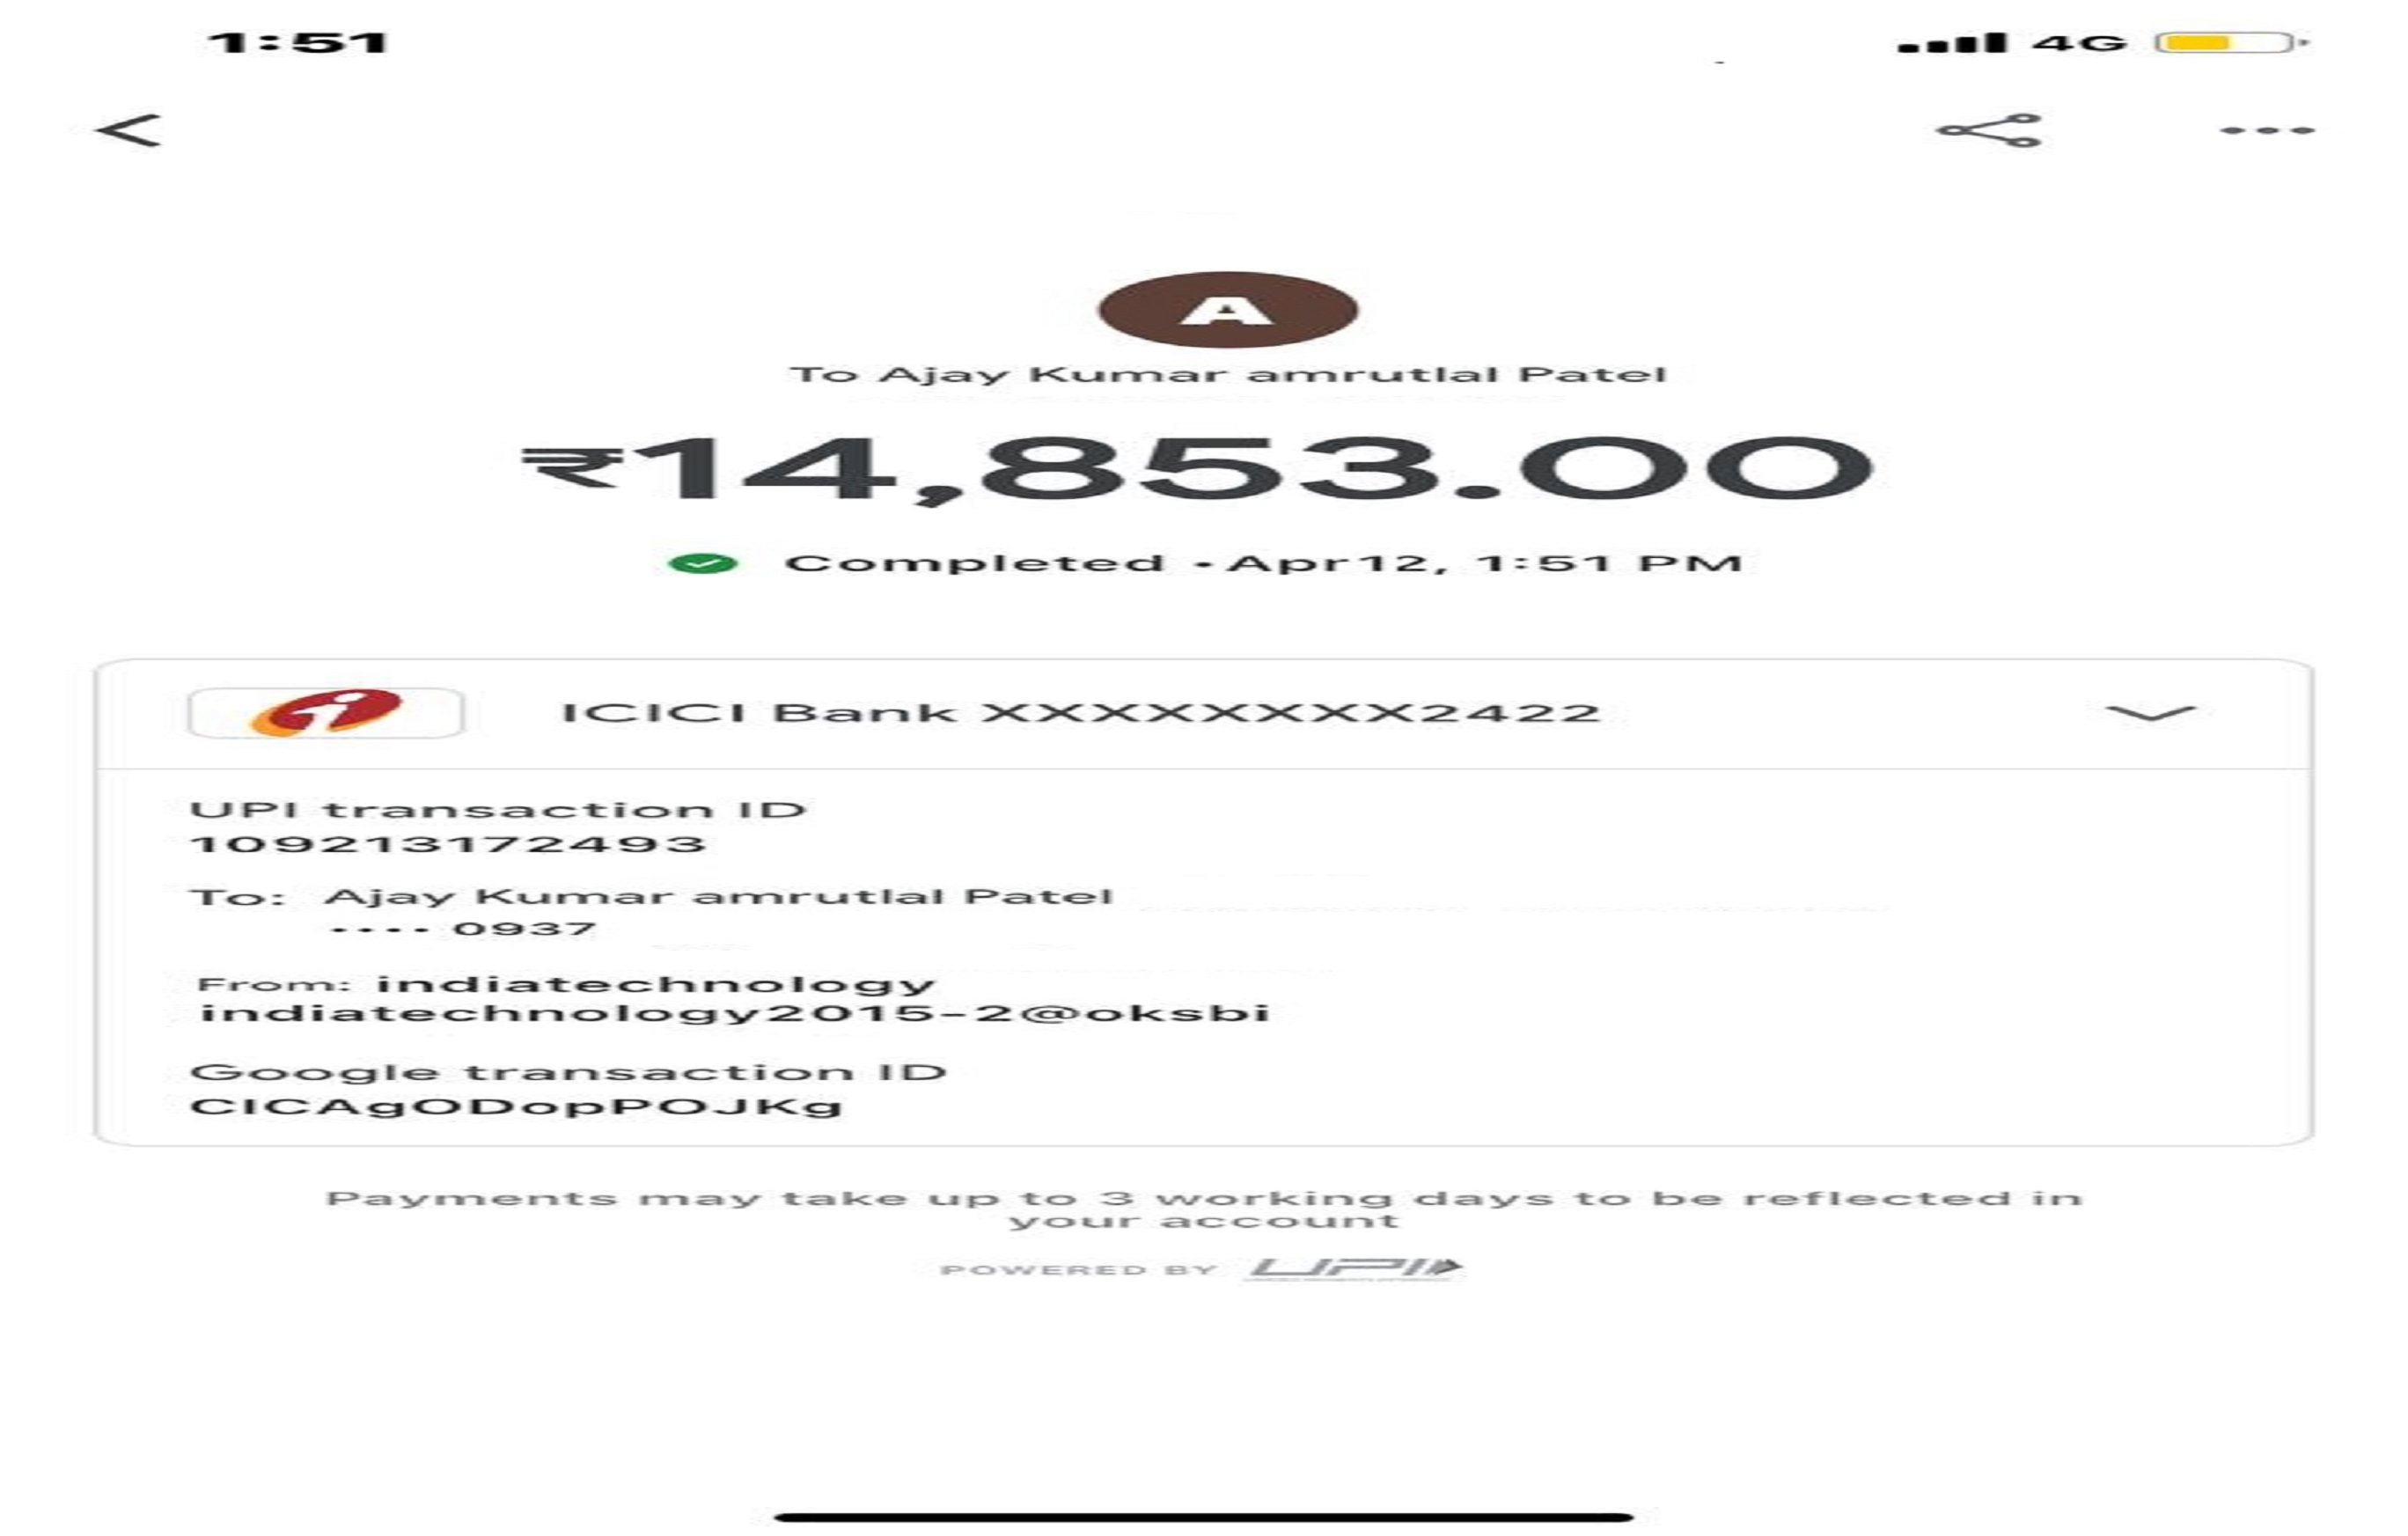 1:51 4G
A
To Ajay Kumar amrutlal Patel
₹14,853.00
Completed • Apr12, 1:51 PM
ICICI Bank XXXXXXXX2422
UPI transaction ID
109213172493
To: Ajay Kumar amrutlal Patel
···· 0937
From: indiatechnology
indiatechnology2015-2@oksbi
Google transaction ID
CICAgODopPOJKg
Payments may take up to 3 working days to be reflected in
your account
POWERED BY UPI